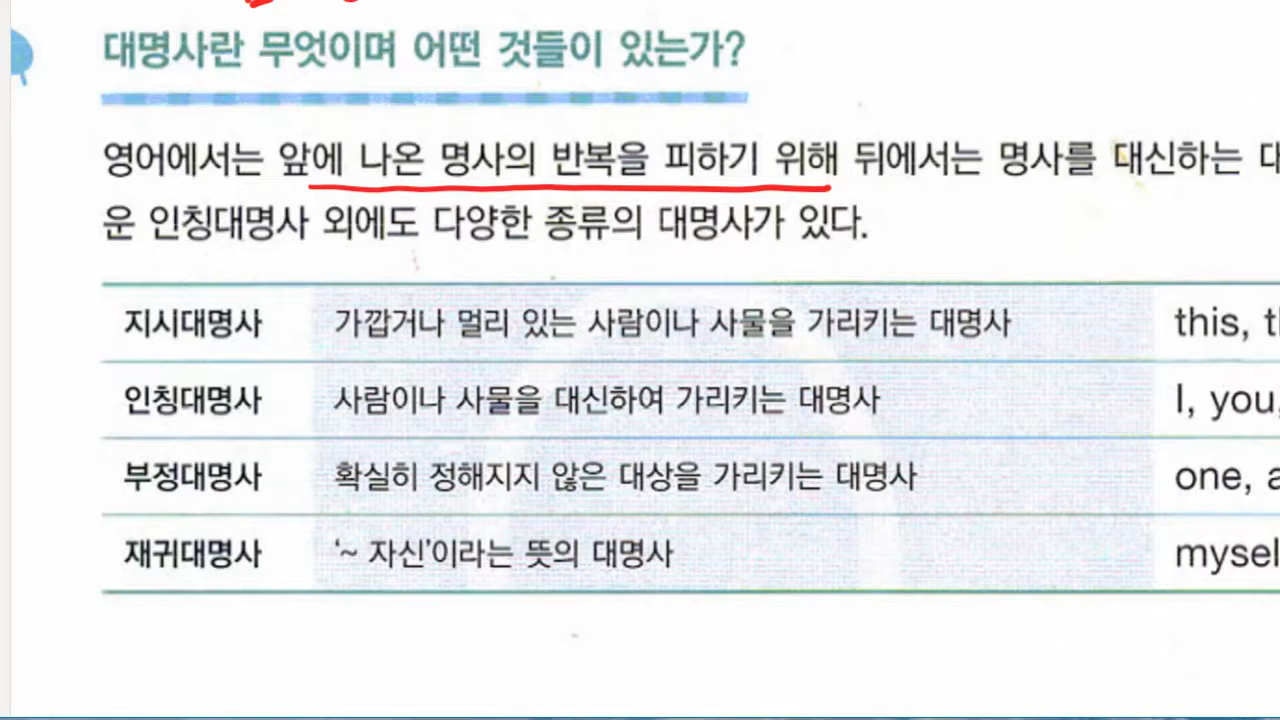 대명사란 무엇이며 어떤 것들이 있는가?
영어에서는 앞에 나온 명사의 반복을 피하기 위해 뒤에서는 명사를 대신하는
운 인칭대명사 외에도 다양한 종류의 대명사가 있다.
지시대명사 가깝거나 멀리 있는 사람이나 사물을 가리키는 대명사 this,
인칭대명사 사람이나 사물을 대신하여 가리키는 대명사 I, you,
부정대명사 확실히 정해지지 않은 대상을 가리키는 대명사 one,
재귀대명사 '~ 자신'이라는 뜻의 대명사